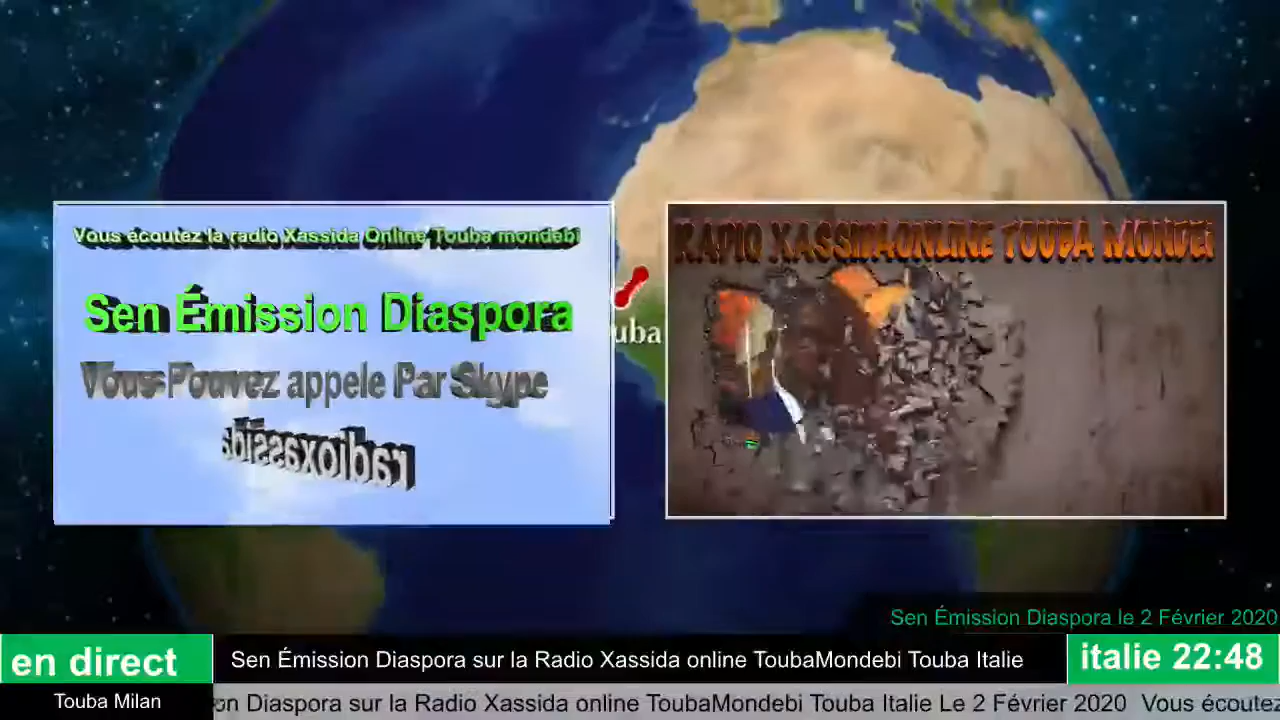 Vous écoutez la radio Xassida Online Touba mondebi
Sen Émission Diaspora
Vous Pouvez appele Par Skype
radioxassida
RADIO XASSIDAONLINE TOUBA MONDEI
uba
Sen Émission Diaspora le 2 Février 2020
en direct
Sen Émission Diaspora sur la Radio Xassida online ToubaMondebi Touba Italie
italie 22:48
Touba Milan
on Diaspora sur la Radio Xassida online ToubaMondebi Touba Italie Le 2 Février 2020 Vous écoutez